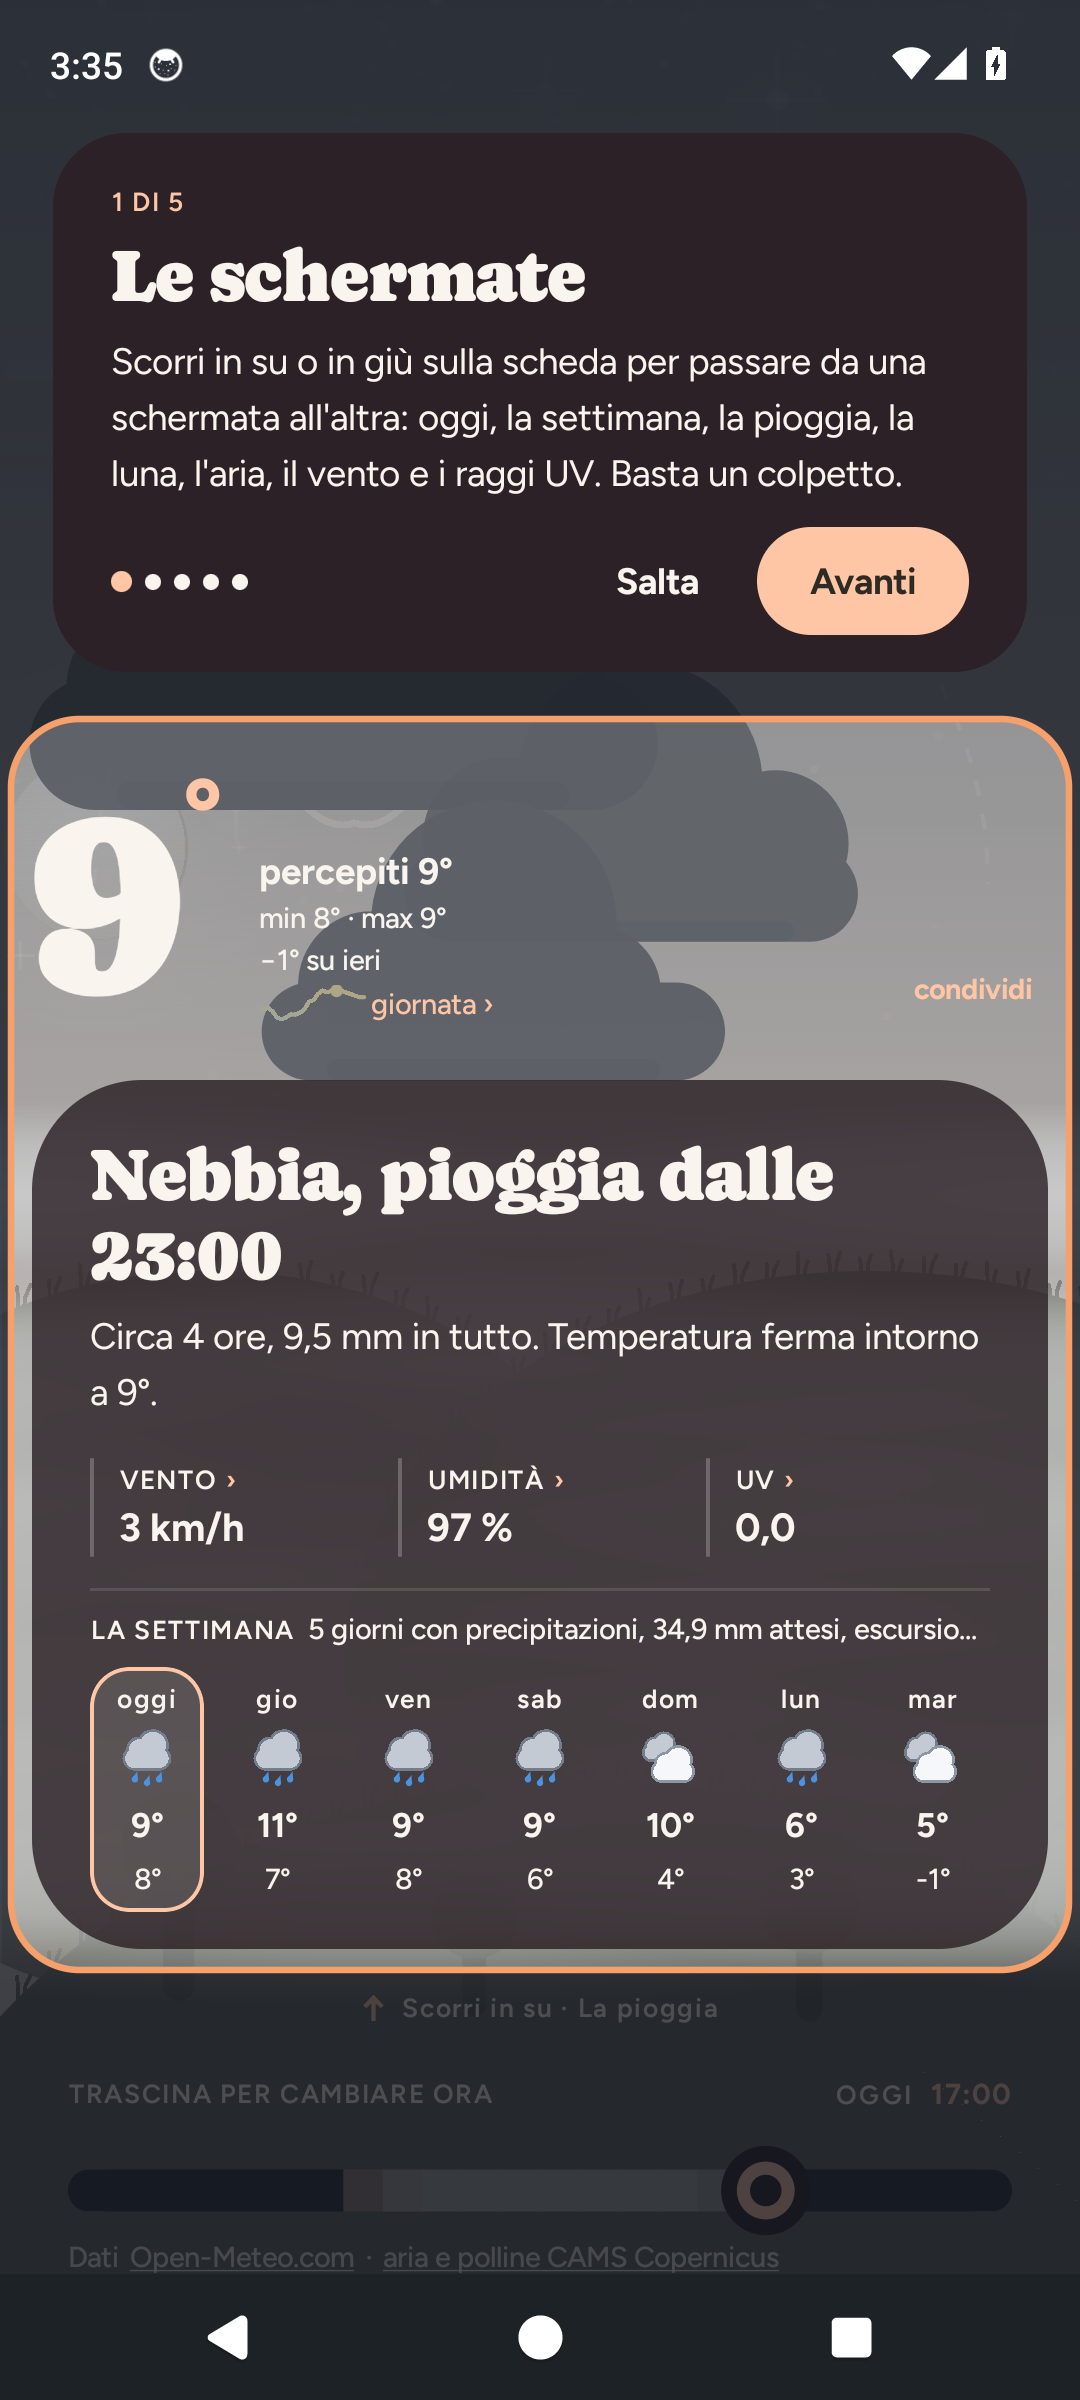 3:35
1 DI 5
Le schermate
Scorri in su o in giù sulla scheda per passare da una
schermata all'altra: oggi, la settimana, la pioggia, la
luna, l'aria, il vento e i raggi UV. Basta un colpetto.
Salta
Avanti
9°
percepiti 9°
min 8° · max 9°
−1° su ieri
giornata ›
condividi
Nebbia, pioggia dalle
23:00
Circa 4 ore, 9,5 mm in tutto. Temperatura ferma intorno
a 9°.
VENTO › UMIDITÀ › UV ›
3 km/h 97 % 0,0
LA SETTIMANA 5 giorni con precipitazioni, 34,9 mm attesi, escursio...
oggi gio ven sab dom lun mar
9° 11° 9° 9° 10° 6° 5°
8° 7° 8° 6° 4° 3° -1°
↑ Scorri in su · La pioggia
TRASCINA PER CAMBIARE ORA OGGI 17:00
Dati Open-Meteo.com · aria e polline CAMS Copernicus